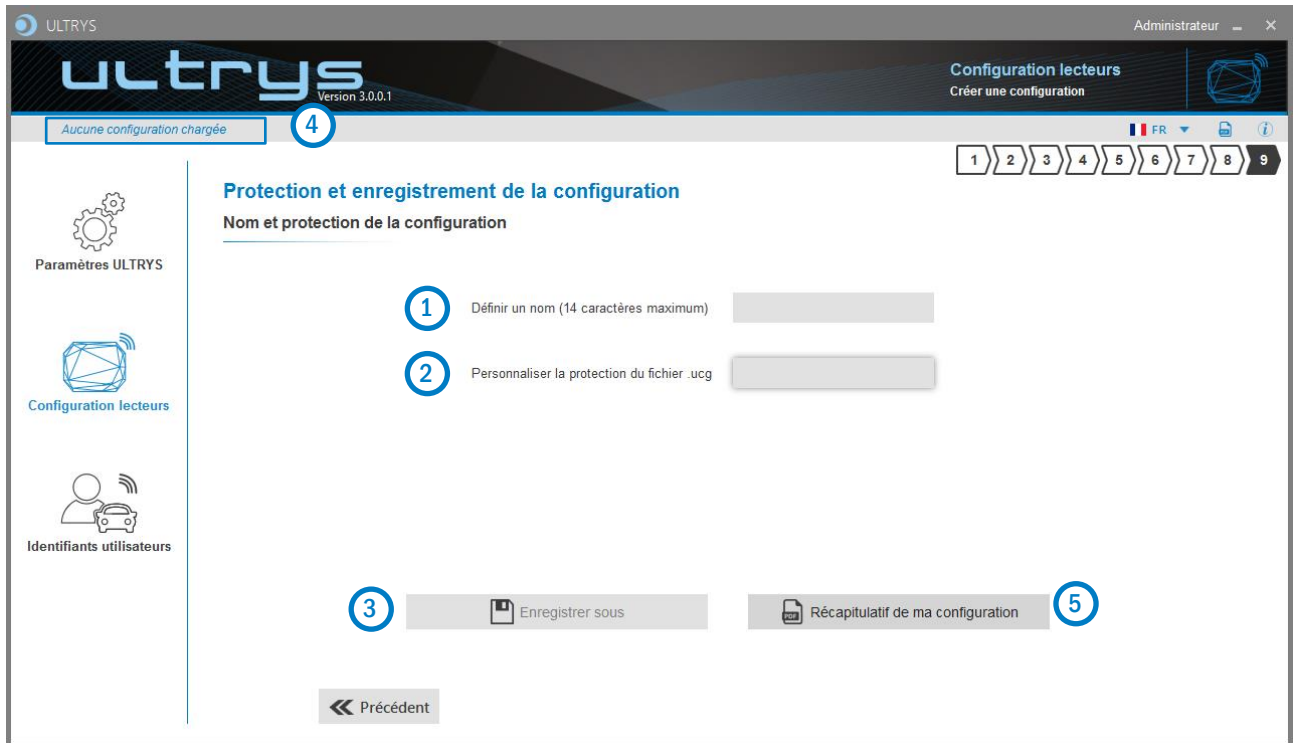 ULTRYS
Administrateur
ultrys
Version 3.0.0.1
Configuration lecteurs
Créer une configuration
Aucune configuration chargée
4
FR
1 2 3 4 5 6 7 8 9
Protection et enregistrement de la configuration
Nom et protection de la configuration
Paramètres ULTRYS
1 Définir un nom (14 caractères maximum)
2 Personnaliser la protection du fichier .ucg
Configuration lecteurs
Identifiants utilisateurs
3 Enregistrer sous
PDF Récapitulatif de ma configuration 5
Précédent